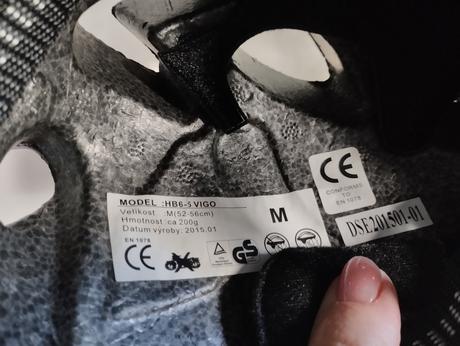 MODEL :HB6-5 VIGO
Velikost :M(52-56cm)
Hmotnost: ca 200g
Datum výroby: 2015.01
M
EN 1078
CE
GS
CE
CONFORMS
TO
EN 1078
DSE201501-01